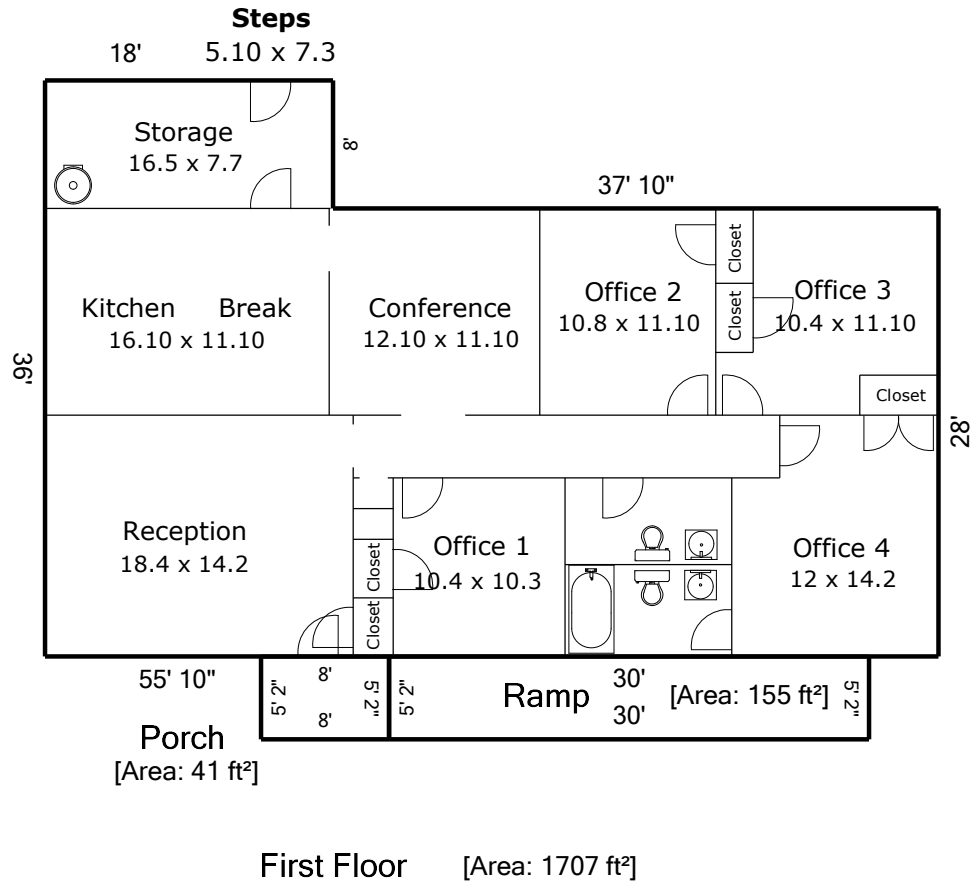 Steps
18'
5.10 x 7.3
Storage
16.5 x 7.7
8'
37' 10"
Kitchen Break
16.10 x 11.10
Conference
12.10 x 11.10
Office 2
10.8 x 11.10
Closet
Closet
Office 3
10.4 x 11.10
Closet
36'
28'
Reception
18.4 x 14.2
Closet
Closet
Office 1
10.4 x 10.3
Office 4
12 x 14.2
55' 10"
5' 2"
8'
8'
5' 2"
5' 2"
Ramp
30'
30'
[Area: 155 ft²]
5' 2"
Porch
[Area: 41 ft²]
First Floor [Area: 1707 ft²]